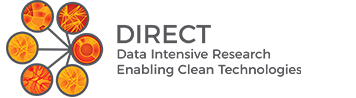 DIRECT
Data Intensive Research
Enabling Clean Technologies